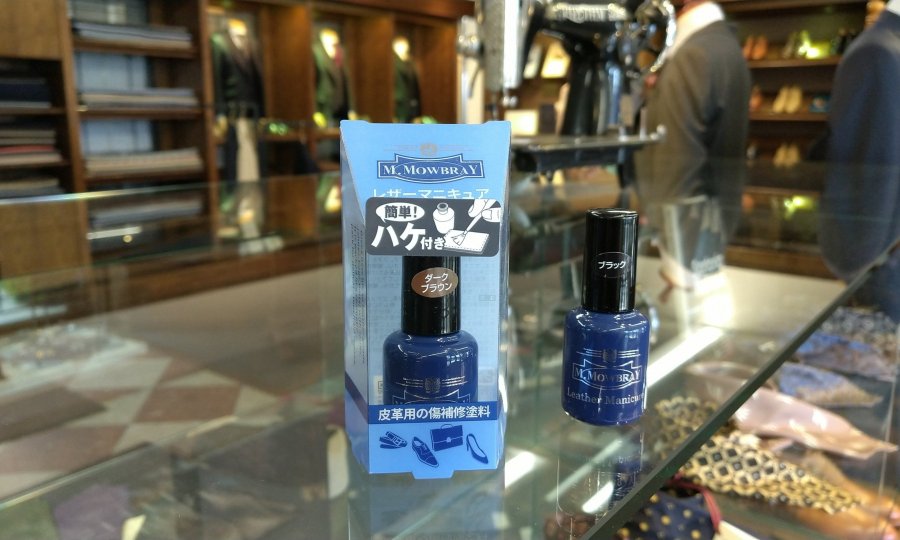 M. MOWBRAY
レザーマニキュア
簡単!
ハケ付き
ダーク
ブラウン
皮革用の傷補修塗料
ブラック
M. MOWBRAY
Leather Manicure